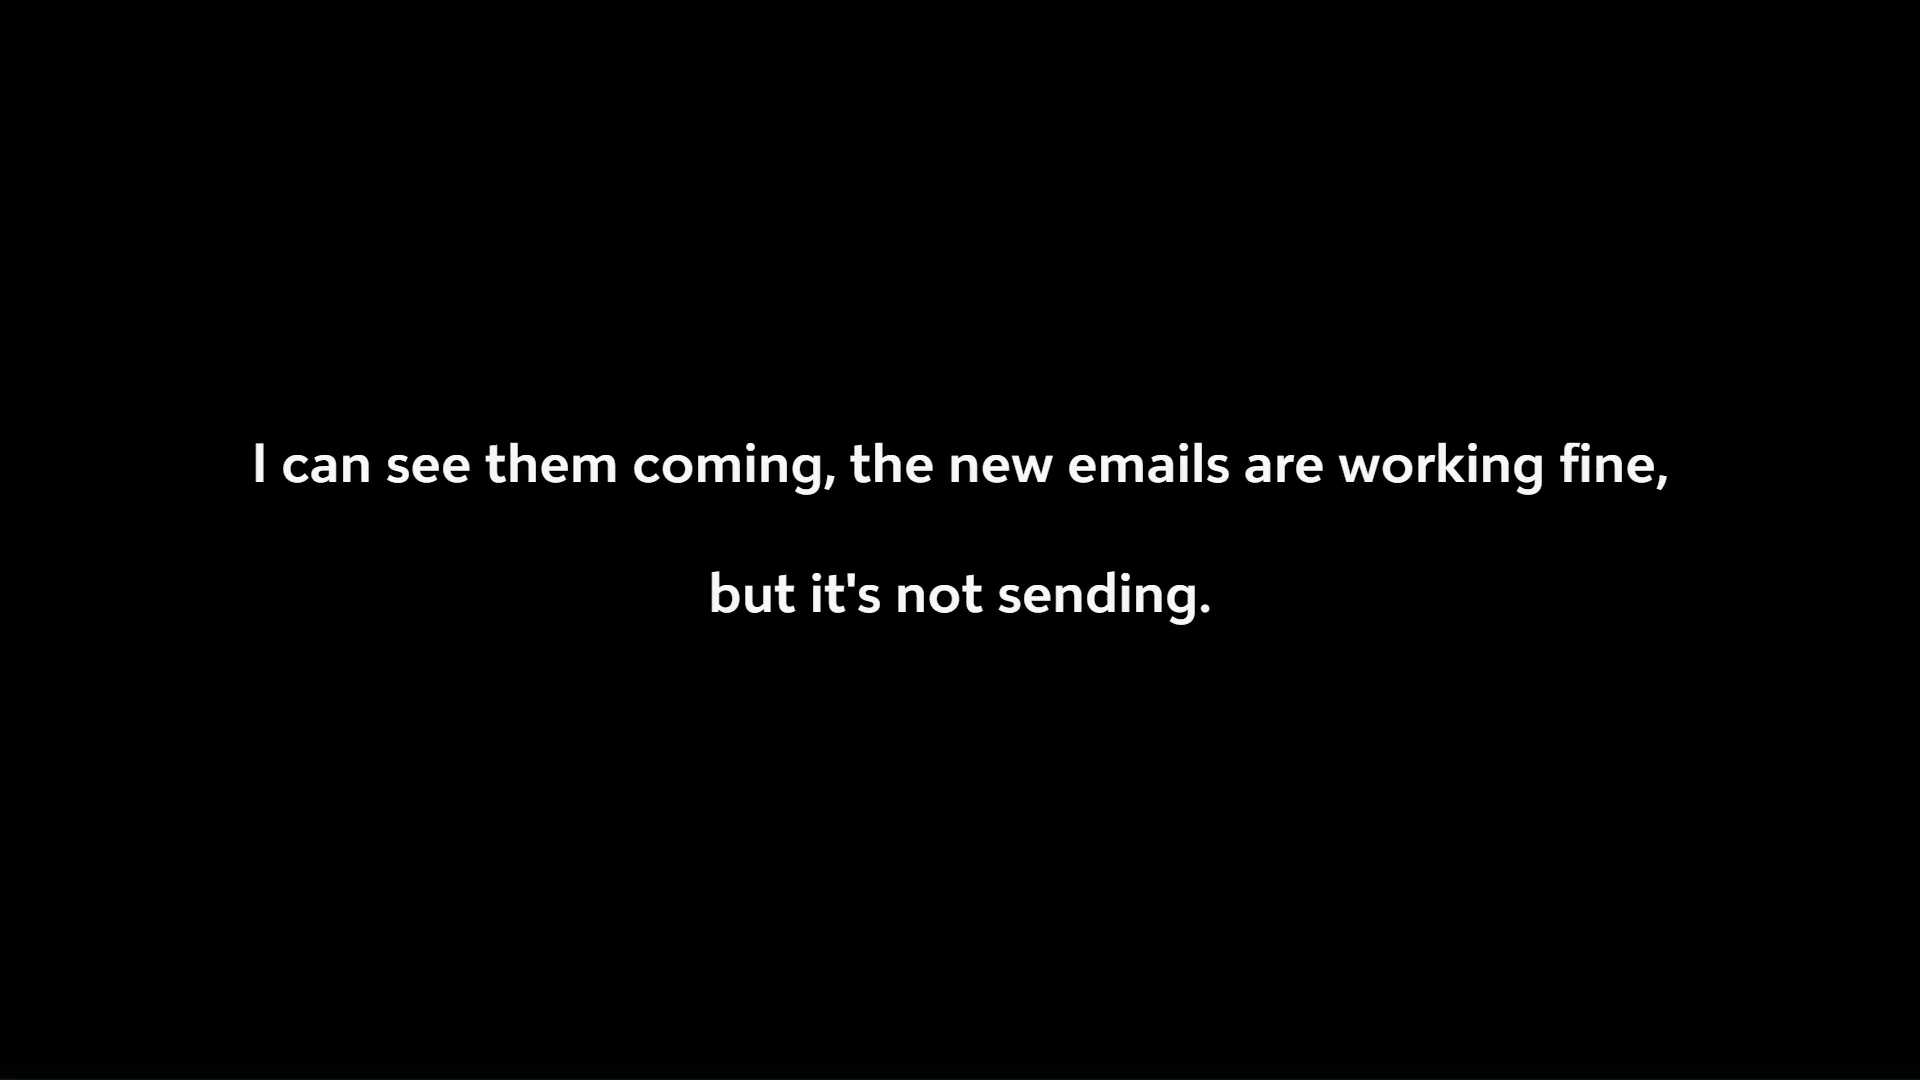 I can see them coming, the new emails are working fine,
but it's not sending.